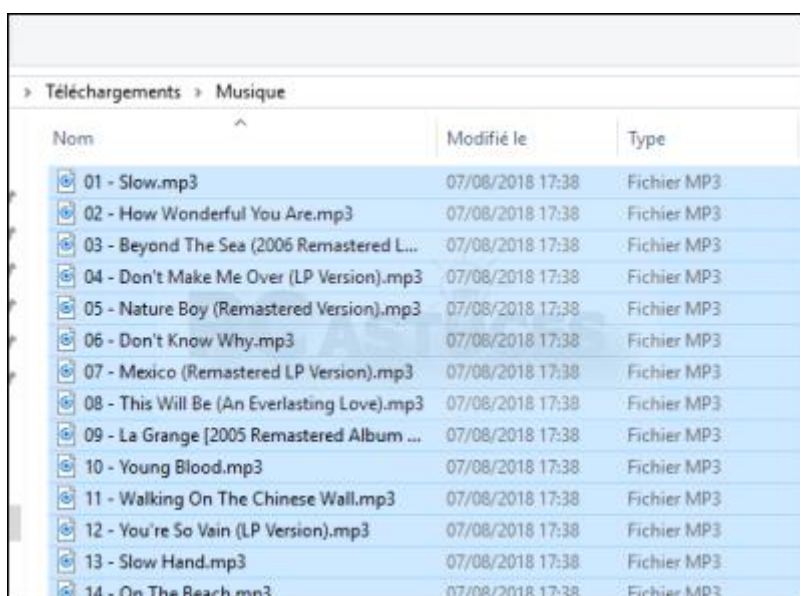 › Téléchargements › Musique
Nom Modifié le Type
01 - Slow.mp3 07/08/2018 17:38 Fichier MP3
02 - How Wonderful You Are.mp3 07/08/2018 17:38 Fichier MP3
03 - Beyond The Sea (2006 Remastered L... 07/08/2018 17:38 Fichier MP3
04 - Don't Make Me Over (LP Version).mp3 07/08/2018 17:38 Fichier MP3
05 - Nature Boy (Remastered Version).mp3 07/08/2018 17:38 Fichier MP3
06 - Don't Know Why.mp3 07/08/2018 17:38 Fichier MP3
07 - Mexico (Remastered LP Version).mp3 07/08/2018 17:38 Fichier MP3
08 - This Will Be (An Everlasting Love).mp3 07/08/2018 17:38 Fichier MP3
09 - La Grange [2005 Remastered Album ... 07/08/2018 17:38 Fichier MP3
10 - Young Blood.mp3 07/08/2018 17:38 Fichier MP3
11 - Walking On The Chinese Wall.mp3 07/08/2018 17:38 Fichier MP3
12 - You're So Vain (LP Version).mp3 07/08/2018 17:38 Fichier MP3
13 - Slow Hand.mp3 07/08/2018 17:38 Fichier MP3
14 - On The Beach.mp3 07/08/2018 17:38 Fichier MP3
PC ASTUCES